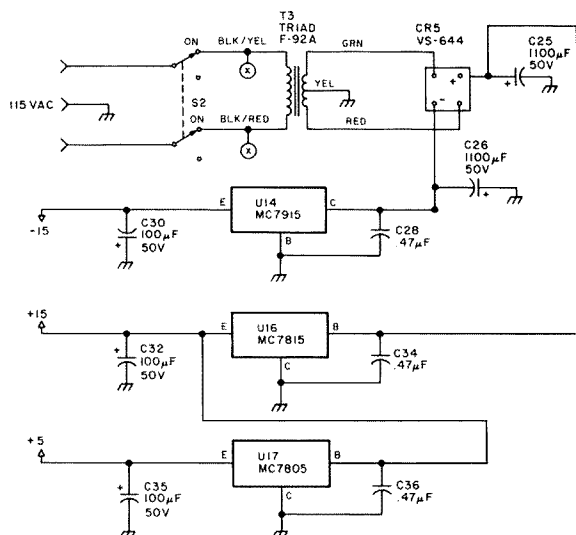 T3
TRIAD
F-92A
ON
BLK/YEL
GRN
CR5
VS-644
C25
1100µF
50V
+
X
+
-
115 VAC
S2
YEL
ON
BLK/RED
RED
X
C26
1100µF
50V
+
-15
E
U14
MC7915
C
B
C30
100µF
50V
+
C28
.47µF
+15
E
U16
MC7815
B
C
+
C32
100µF
50V
C34
.47µF
+5
E
U17
MC7805
B
C
+
C35
100µF
50V
C36
.47µF